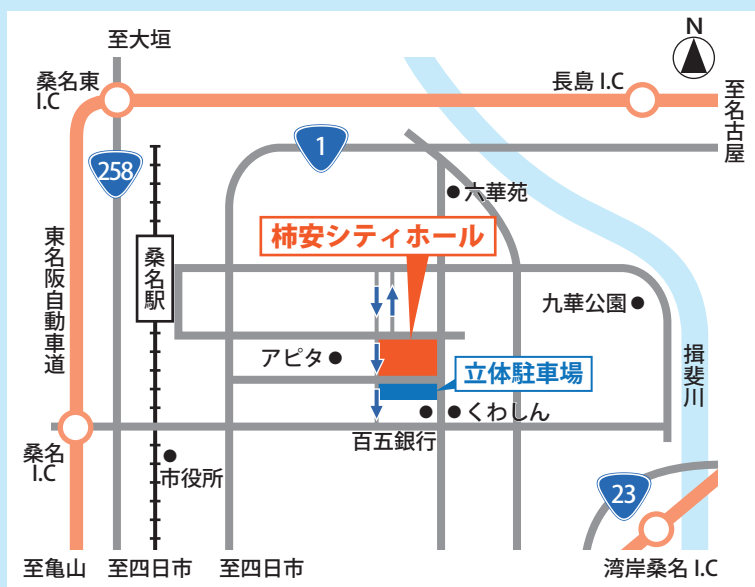 N
至大垣
桑名東
I.C
長島 I.C
至名古屋
258
1
六華苑
柿安シティホール
東名阪自動車道
桑名駅
九華公園
アピタ
立体駐車場
揖斐川
くわしん
百五銀行
桑名
I.C
市役所
23
至亀山
至四日市
至四日市
湾岸桑名 I.C